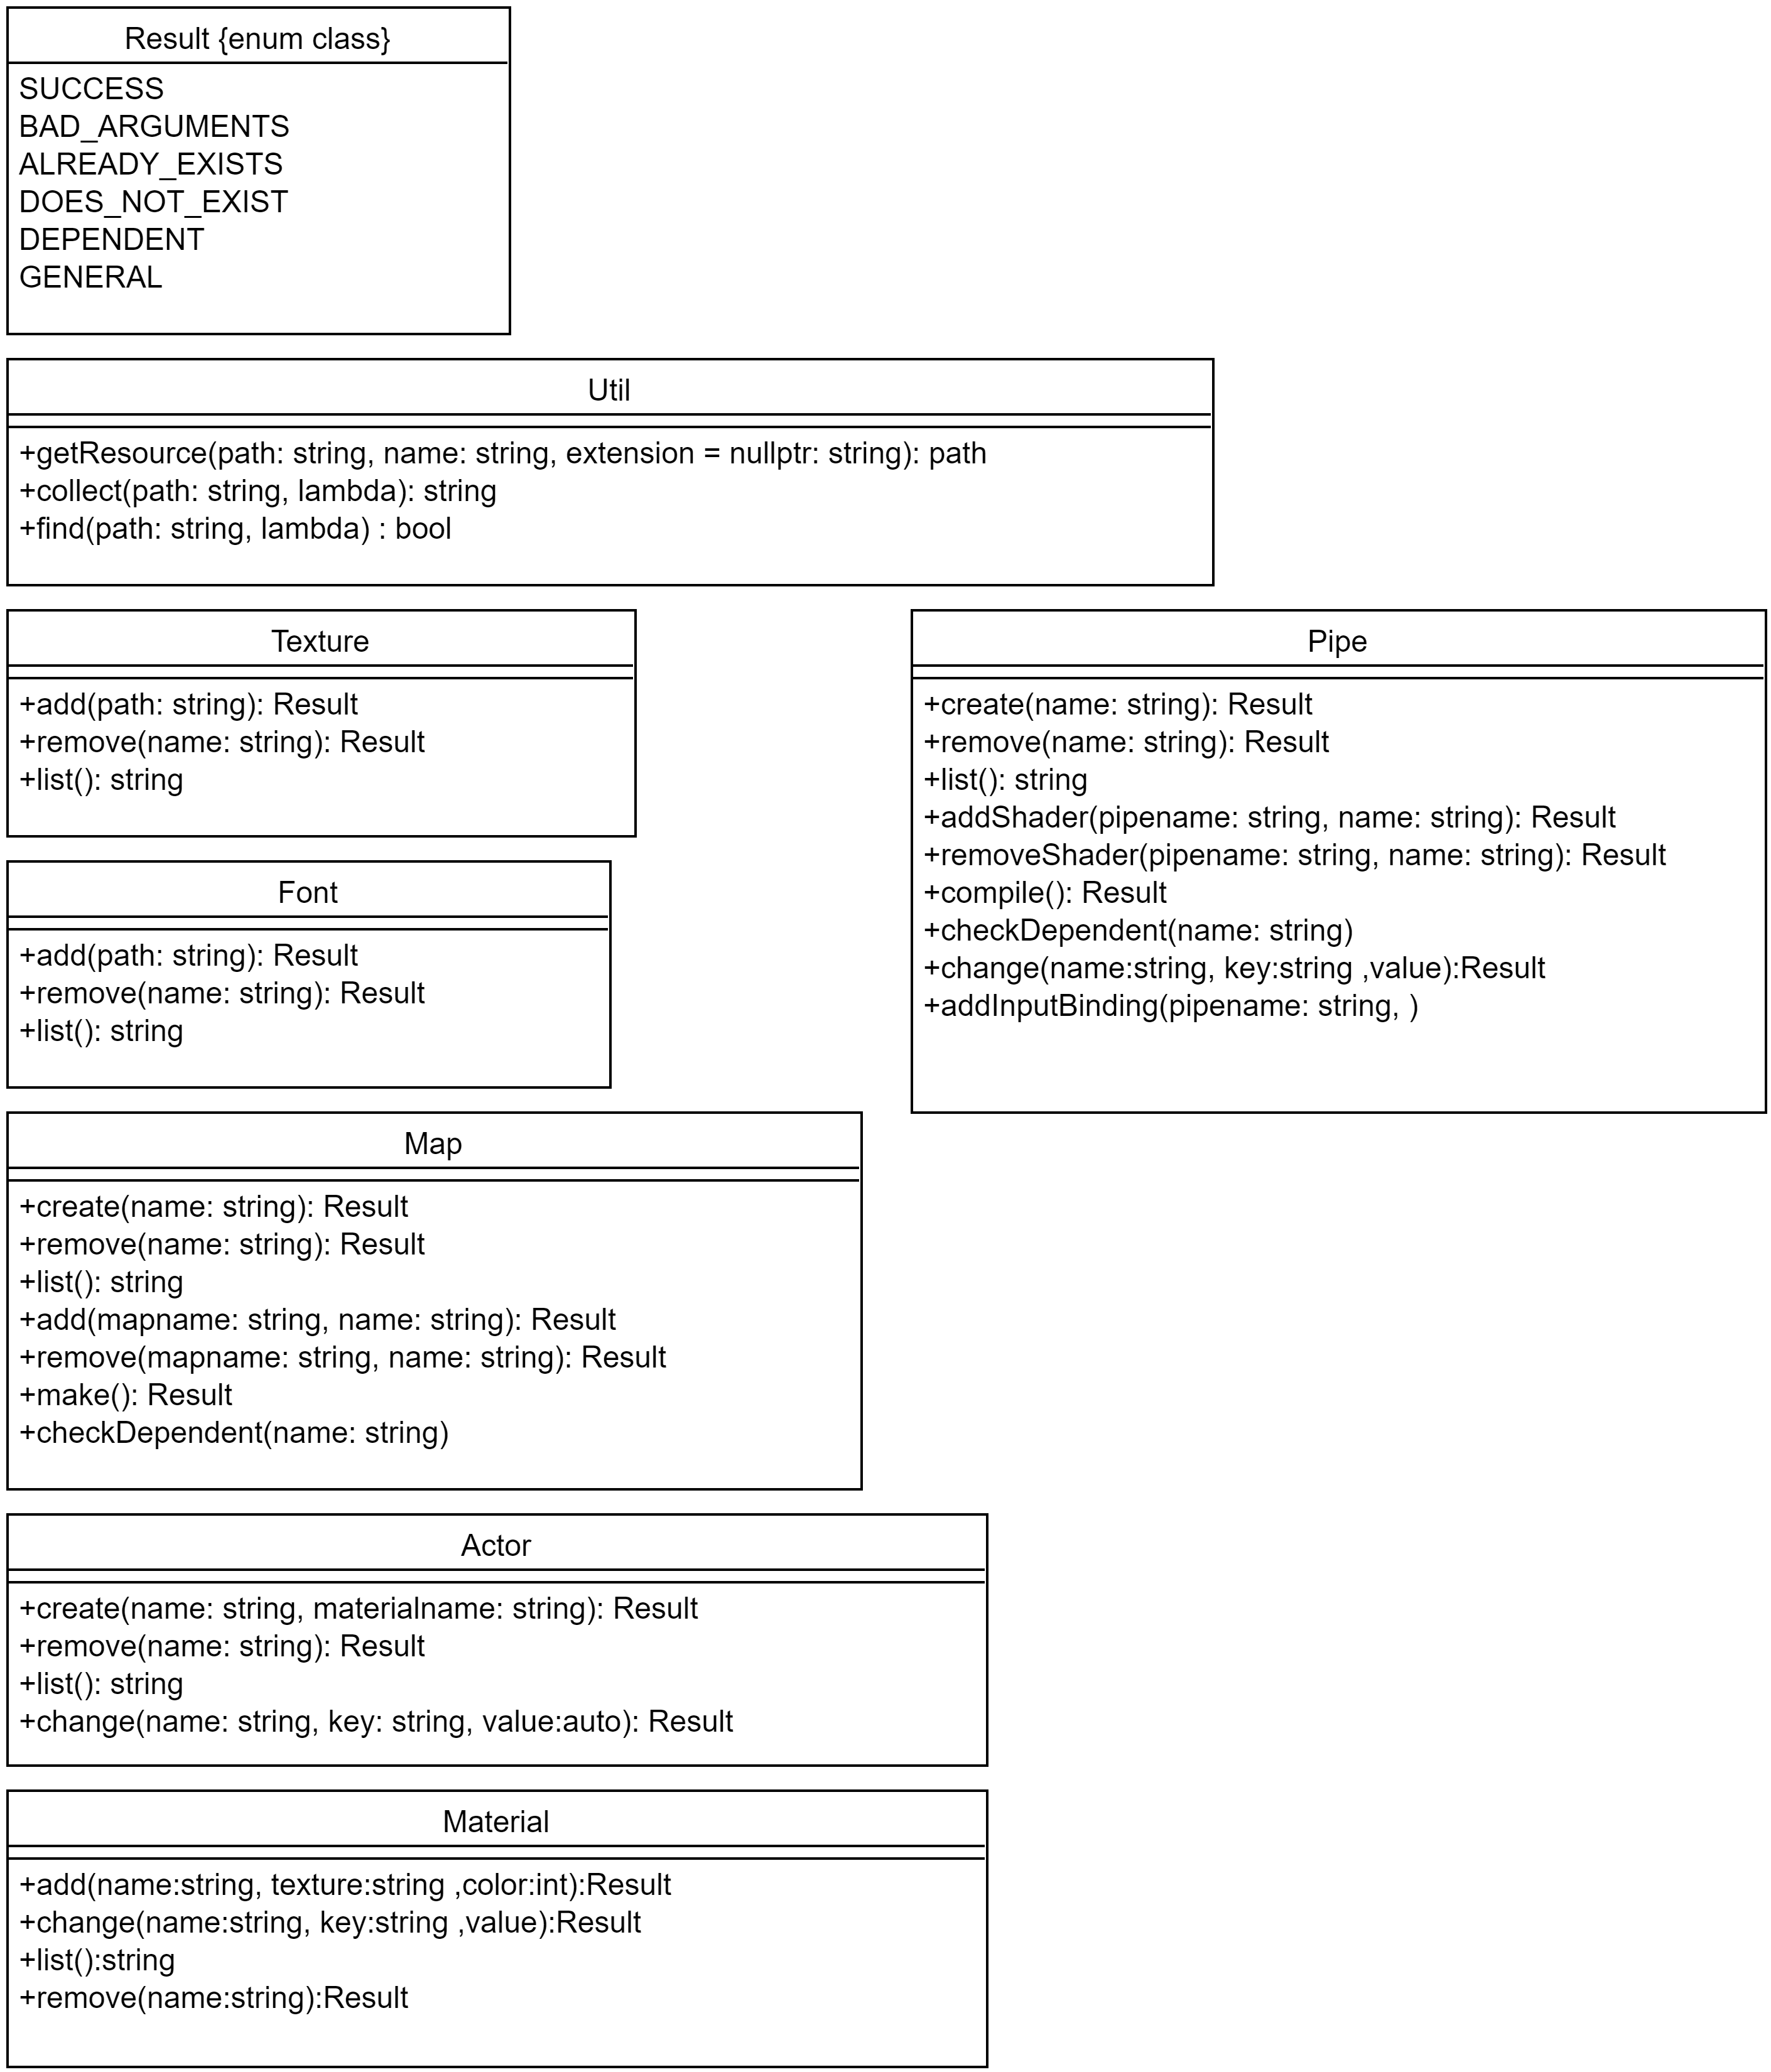 Result {enum class}
SUCCESS
BAD_ARGUMENTS
ALREADY_EXISTS
DOES_NOT_EXIST
DEPENDENT
GENERAL
Util
+getResource(path: string, name: string, extension = nullptr: string): path
+collect(path: string, lambda): string
+find(path: string, lambda) : bool
Texture
+add(path: string): Result
+remove(name: string): Result
+list(): string
Pipe
+create(name: string): Result
+remove(name: string): Result
+list(): string
+addShader(pipename: string, name: string): Result
+removeShader(pipename: string, name: string): Result
+compile(): Result
+checkDependent(name: string)
+change(name:string, key:string ,value):Result
+addInputBinding(pipename: string, )
Font
+add(path: string): Result
+remove(name: string): Result
+list(): string
Map
+create(name: string): Result
+remove(name: string): Result
+list(): string
+add(mapname: string, name: string): Result
+remove(mapname: string, name: string): Result
+make(): Result
+checkDependent(name: string)
Actor
+create(name: string, materialname: string): Result
+remove(name: string): Result
+list(): string
+change(name: string, key: string, value:auto): Result
Material
+add(name:string, texture:string ,color:int):Result
+change(name:string, key:string ,value):Result
+list():string
+remove(name:string):Result